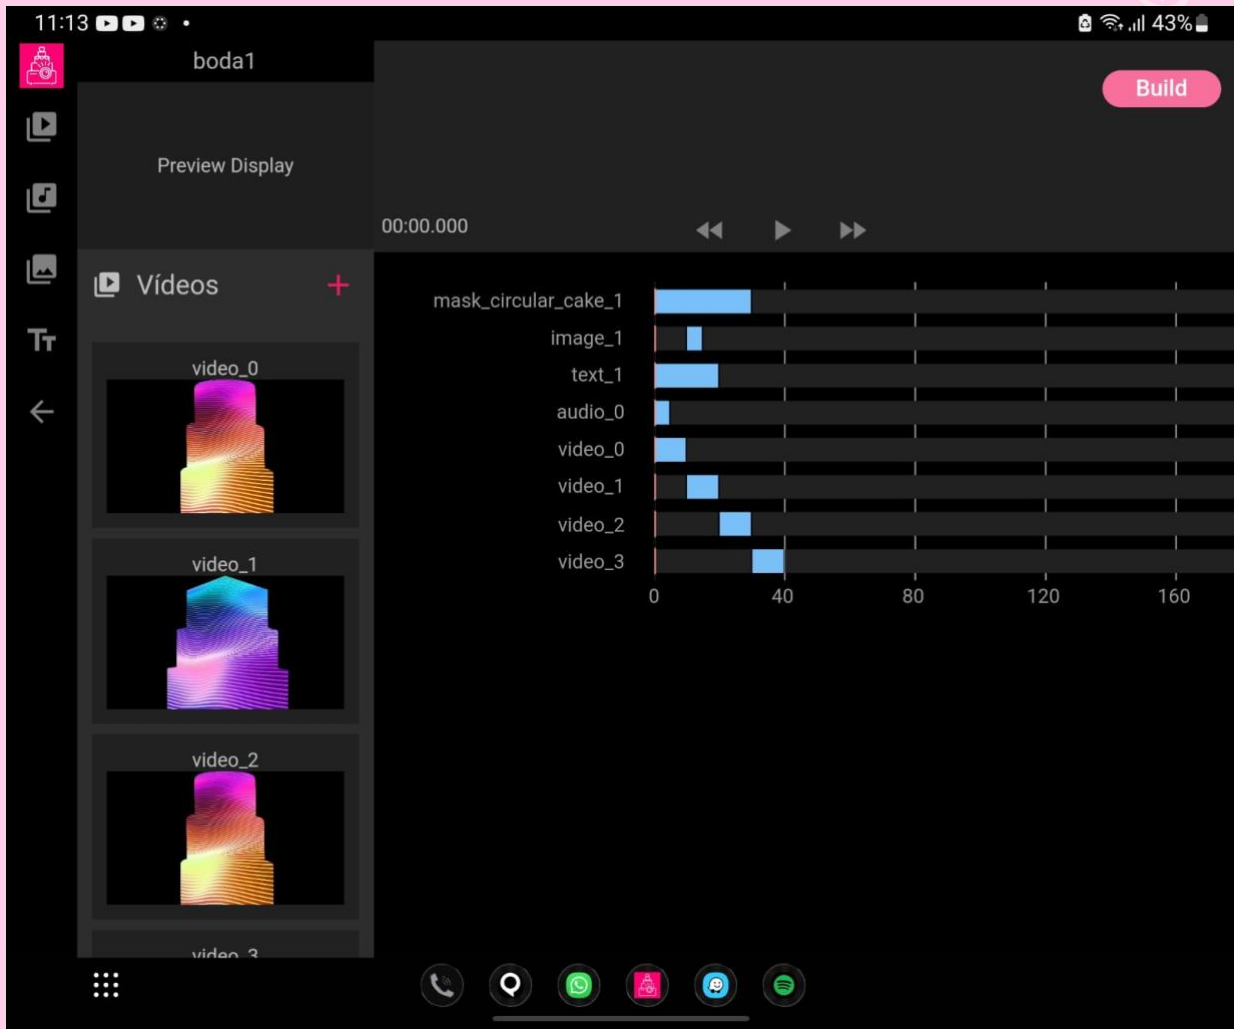 11:13
43%
boda1
Build
Preview Display
00:00.000
Vídeos
mask_circular_cake_1
image_1
text_1
audio_0
video_0
video_1
video_2
video_3
0 40 80 120 160
video_0
video_1
video_2
video_3